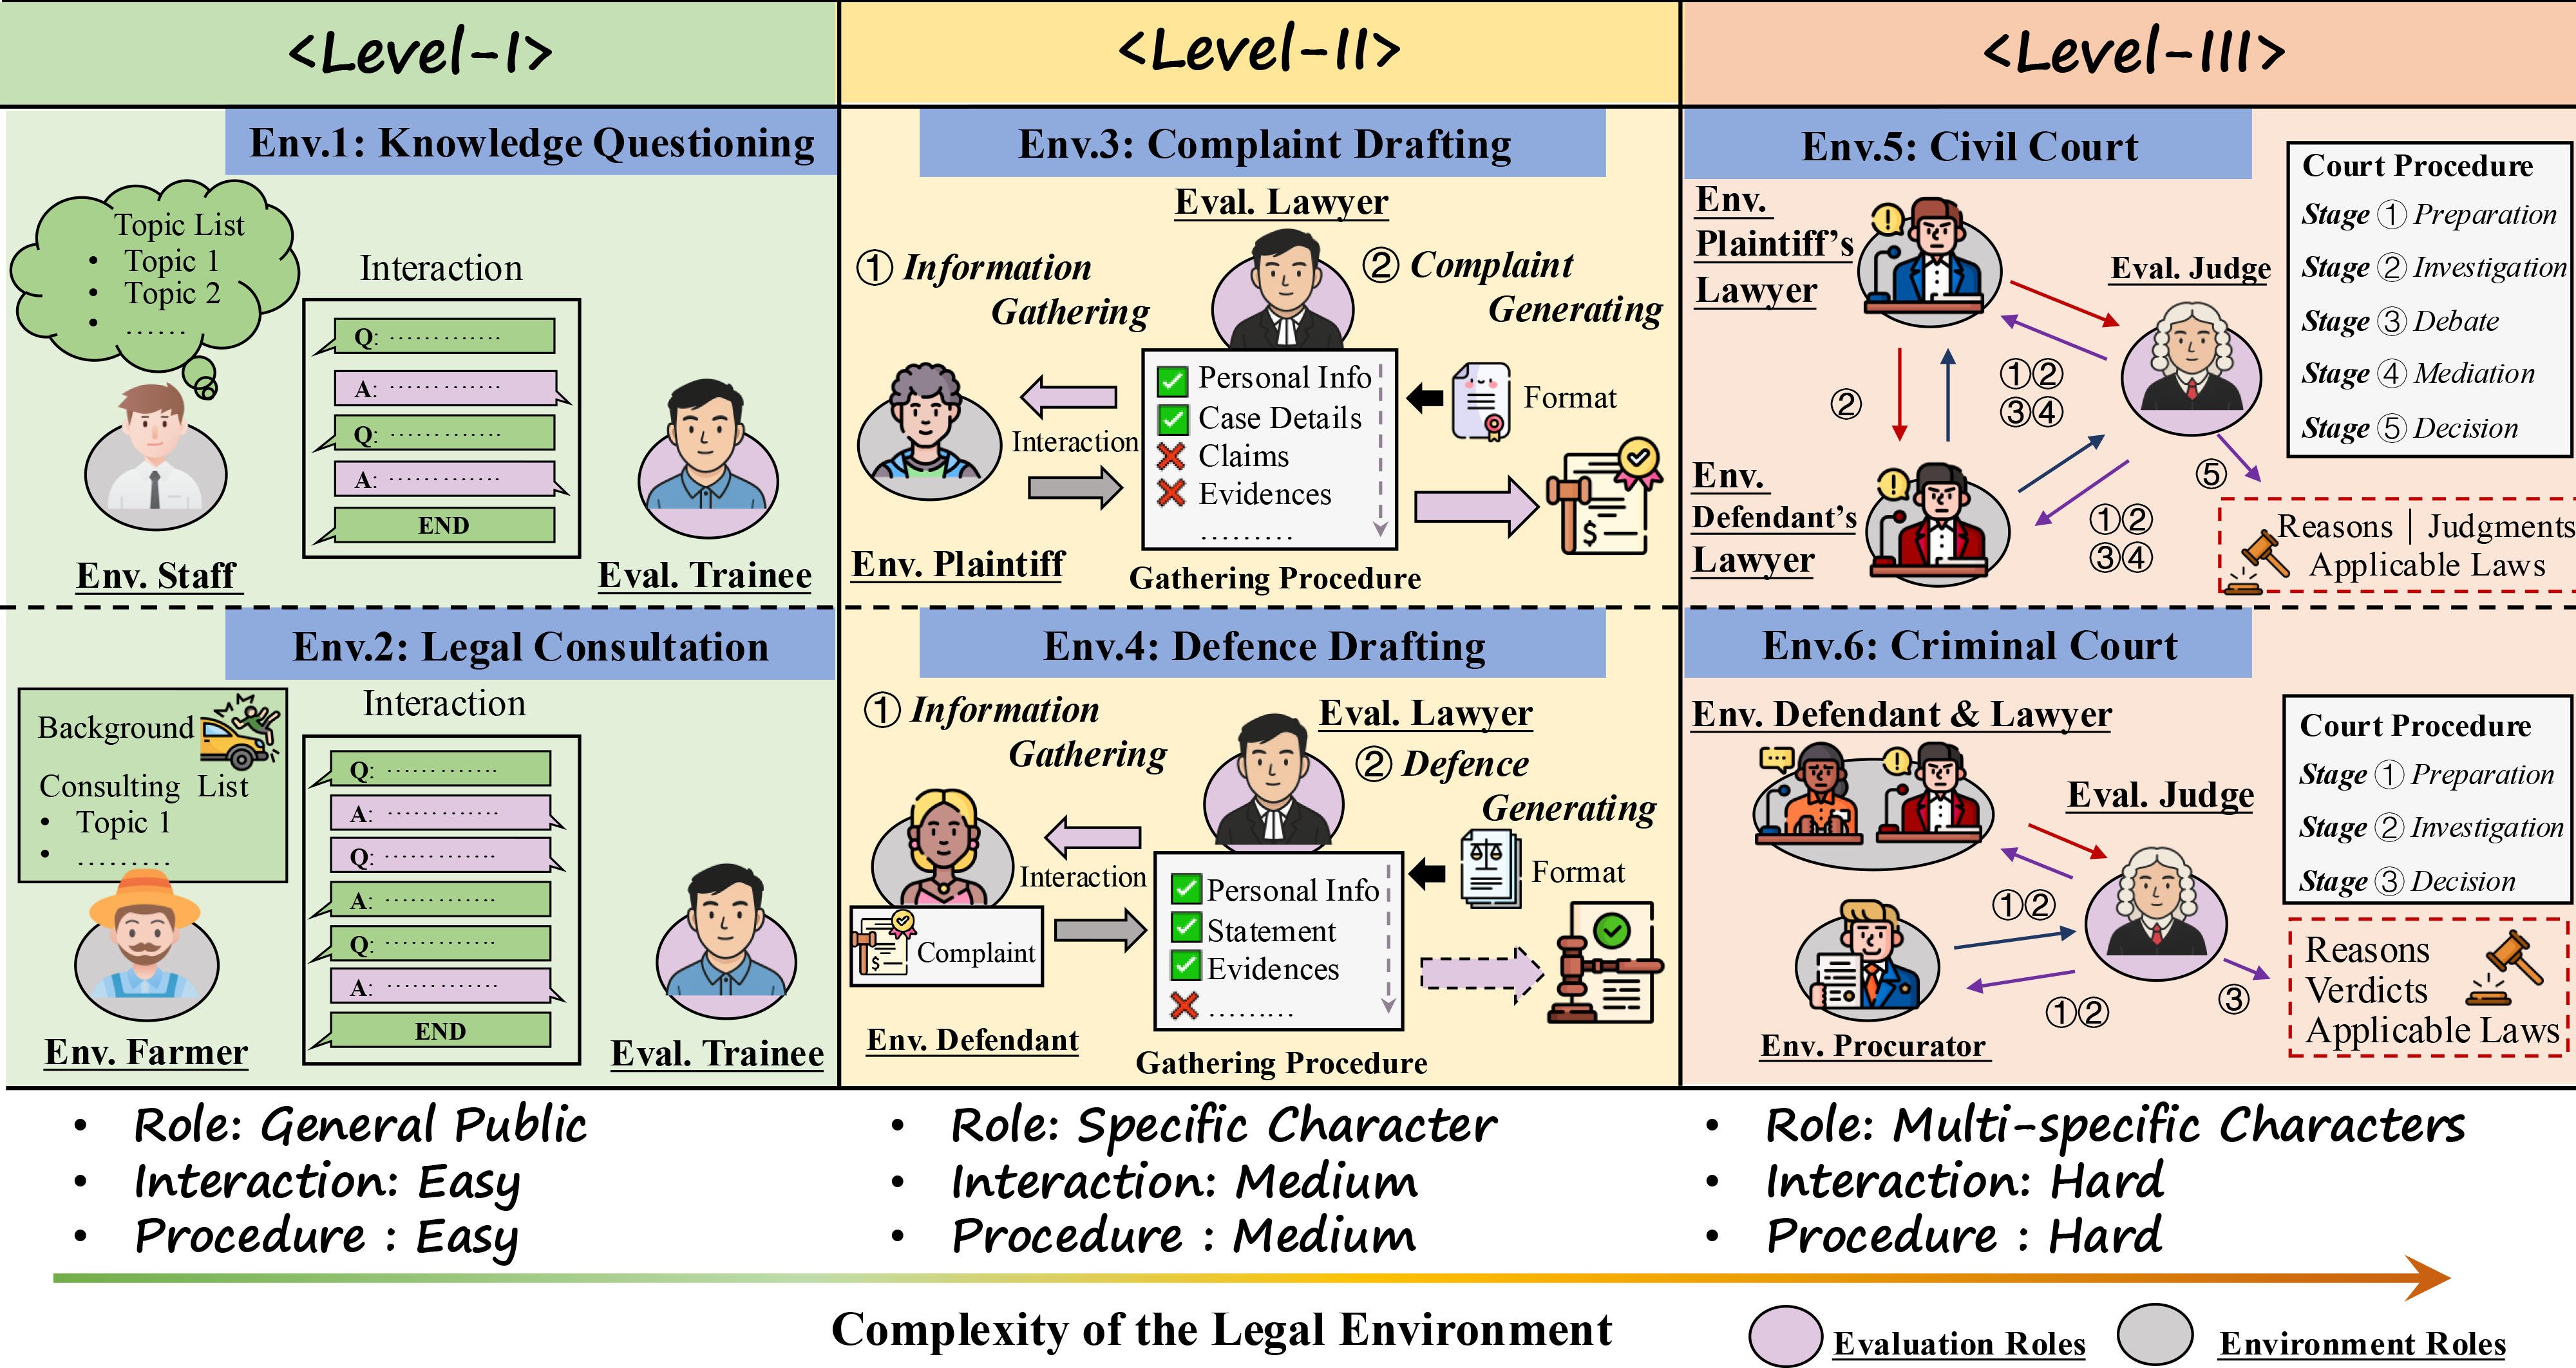 <Level-I>
<Level-II>
<Level-III>
Env.1: Knowledge Questioning
Topic List
• Topic 1
• Topic 2
• ......
Interaction
Q: .............
A: .............
Q: .............
A: .............
END
Env. Staff
Eval. Trainee
Env.2: Legal Consultation
Background
Consulting List
• Topic 1
• .........
Interaction
Q: .............
A: .............
Q: .............
A: .............
Q: .............
A: .............
END
Env. Farmer
Eval. Trainee
Env.3: Complaint Drafting
Eval. Lawyer
① Information
Gathering
② Complaint
Generating
Interaction
Personal Info
Case Details
Claims
Evidences
.........
Format
$
Env. Plaintiff
Gathering Procedure
Env.4: Defence Drafting
① Information
Gathering
Eval. Lawyer
② Defence
Generating
Interaction
$
Complaint
Personal Info
Statement
Evidences
.........
Format
Env. Defendant
Gathering Procedure
Env.5: Civil Court
Env.
Plaintiff’s
Lawyer
Eval. Judge
②
①②
③④
Env.
Defendant’s
Lawyer
①②
③④
⑤
Court Procedure
Stage ① Preparation
Stage ② Investigation
Stage ③ Debate
Stage ④ Mediation
Stage ⑤ Decision
Reasons | Judgments
Applicable Laws
Env.6: Criminal Court
Env. Defendant & Lawyer
Eval. Judge
①②
①②
③
Env. Procurator
Court Procedure
Stage ① Preparation
Stage ② Investigation
Stage ③ Decision
Reasons
Verdicts
Applicable Laws
• Role: General Public
• Interaction: Easy
• Procedure : Easy
• Role: Specific Character
• Interaction: Medium
• Procedure : Medium
• Role: Multi-specific Characters
• Interaction: Hard
• Procedure : Hard
Complexity of the Legal Environment
Evaluation Roles
Environment Roles